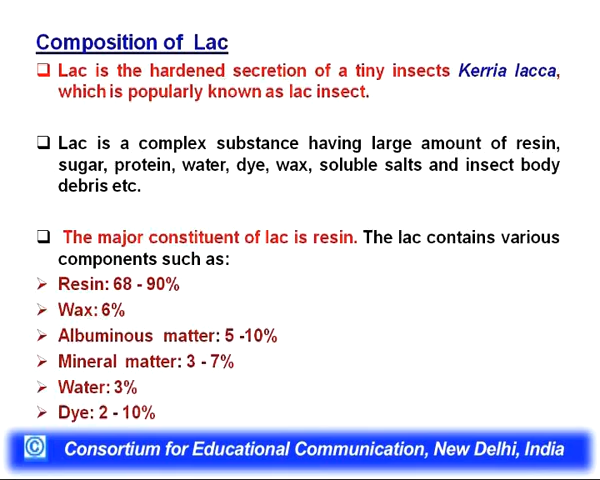 Composition of Lac
❑ Lac is the hardened secretion of a tiny insects Kerria lacca,
which is popularly known as lac insect.
❑ Lac is a complex substance having large amount of resin,
sugar, protein, water, dye, wax, soluble salts and insect body
debris etc.
❑ The major constituent of lac is resin. The lac contains various
components such as:
➢ Resin: 68 - 90%
➢ Wax: 6%
➢ Albuminous matter: 5 -10%
➢ Mineral matter: 3 - 7%
➢ Water: 3%
➢ Dye: 2 - 10%
© Consortium for Educational Communication, New Delhi, India